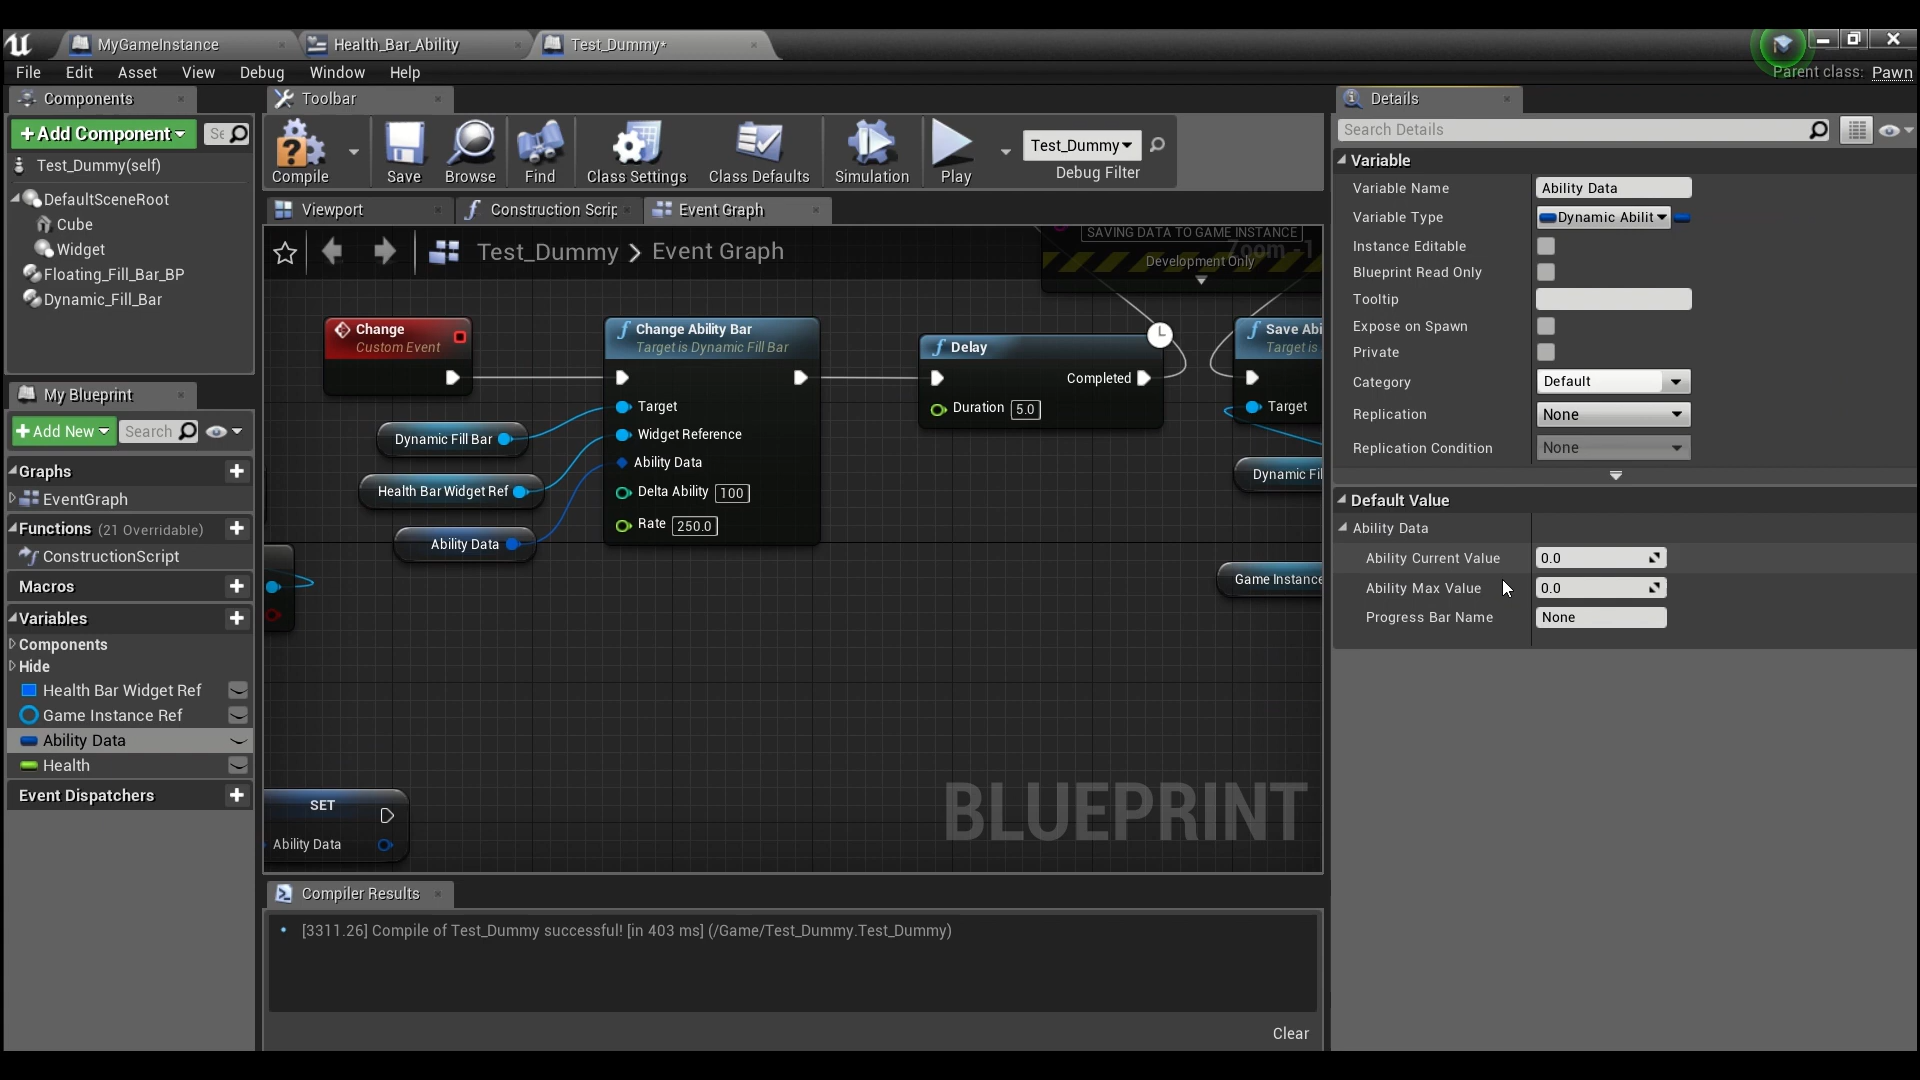 MyGameInstance
Health_Bar_Ability
Test_Dummy*
File Edit Asset View Debug Window Help
Parent class: Pawn
Components
+Add Component
Test_Dummy(self)
DefaultSceneRoot
Cube
Widget
Floating_Fill_Bar_BP
Dynamic_Fill_Bar
My Blueprint
+Add New
Search
Graphs
EventGraph
Functions (21 Overridable)
ConstructionScript
Macros
Variables
Components
Hide
Health Bar Widget Ref
Game Instance Ref
Ability Data
Health
Event Dispatchers
Toolbar
Compile
Save
Browse
Find
Class Settings
Class Defaults
Simulation
Play
Test_Dummy
Debug Filter
Viewport
Construction Scrip
Event Graph
Test_Dummy > Event Graph
Zoom -1
SAVING DATA TO GAME INSTANCE
Development Only
Change
Custom Event
Change Ability Bar
Target is Dynamic Fill Bar
Target
Widget Reference
Ability Data
Delta Ability 100
Rate 250.0
Dynamic Fill Bar
Health Bar Widget Ref
Ability Data
Delay
Completed
Duration 5.0
Save Abi
Target is
Target
Dynamic Fil
Game Instance
SET
Ability Data
BLUEPRINT
Compiler Results
[3311.26] Compile of Test_Dummy successful! [in 403 ms] (/Game/Test_Dummy.Test_Dummy)
Clear
Details
Search Details
Variable
Variable Name Ability Data
Variable Type Dynamic Abilit
Instance Editable
Blueprint Read Only
Tooltip
Expose on Spawn
Private
Category Default
Replication None
Replication Condition None
Default Value
Ability Data
Ability Current Value 0.0
Ability Max Value 0.0
Progress Bar Name None